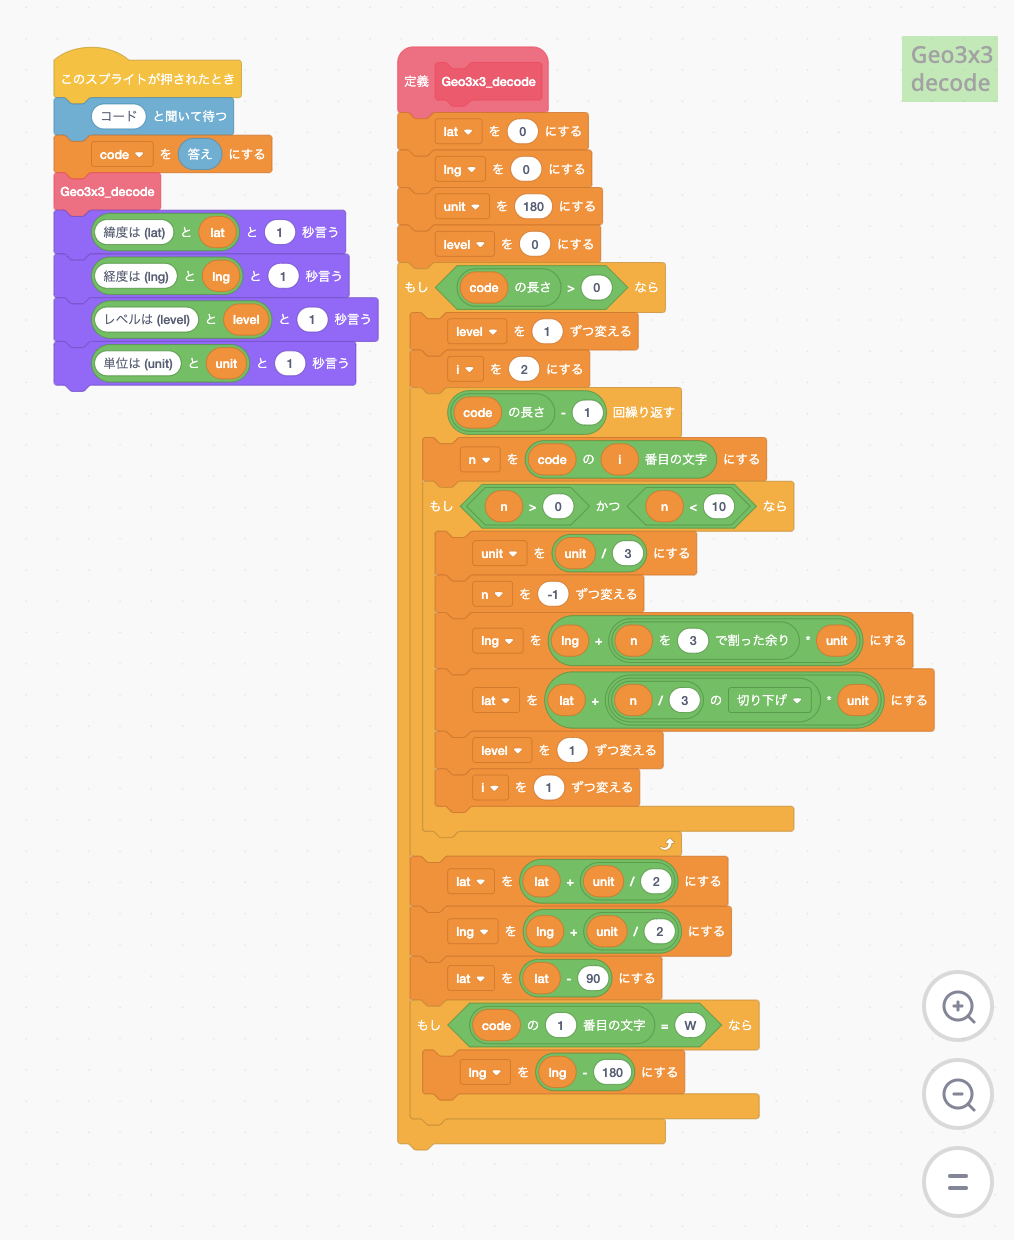 このスプライトが押されたとき
コード と聞いて待つ
code を 答え にする
Geo3x3_decode
緯度は (lat) と lat と 1 秒言う
経度は (lng) と lng と 1 秒言う
レベルは (level) と level と 1 秒言う
単位は (unit) と unit と 1 秒言う
定義 Geo3x3_decode
lat を 0 にする
lng を 0 にする
unit を 180 にする
level を 0 にする
もし code の長さ > 0 なら
level を 1 ずつ変える
i を 2 にする
code の長さ - 1 回繰り返す
n を code の i 番目の文字 にする
もし n > 0 かつ n < 10 なら
unit を unit / 3 にする
n を -1 ずつ変える
lng を lng + n を 3 で割った余り * unit にする
lat を lat + n / 3 の 切り下げ * unit にする
level を 1 ずつ変える
i を 1 ずつ変える
lat を lat + unit / 2 にする
lng を lng + unit / 2 にする
lat を lat - 90 にする
もし code の 1 番目の文字 = W なら
lng を lng - 180 にする
Geo3x3
decode